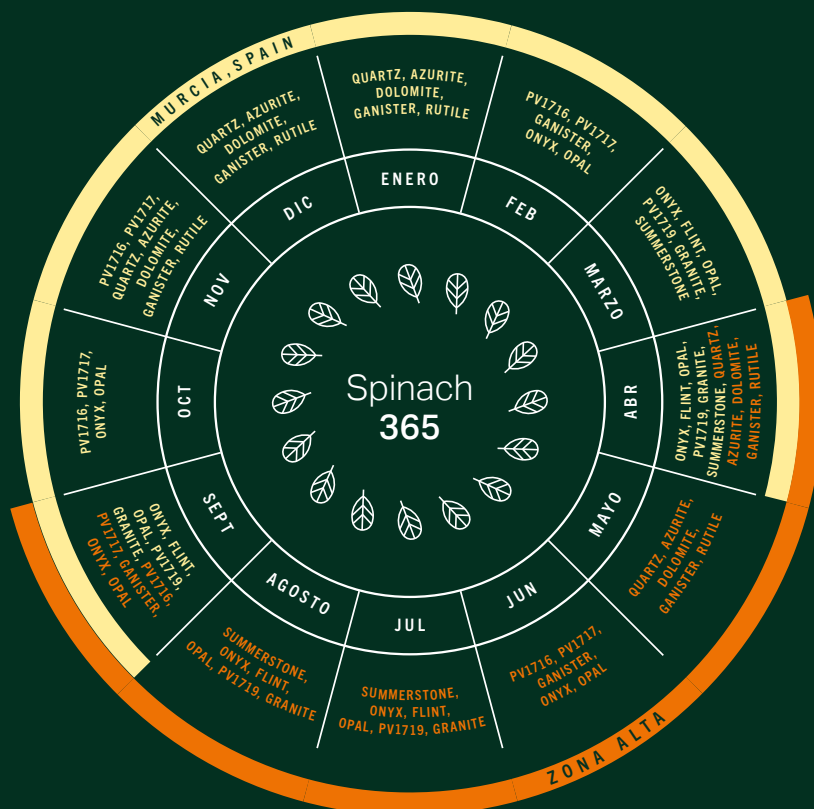 MURCIA, SPAIN
QUARTZ, AZURITE,
DOLOMITE,
GANISTER, RUTILE
ENERO
PV1716, PV1717,
GANISTER,
ONYX, OPAL
FEB
ONYX, FLINT, OPAL,
PV1719, GRANITE,
SUMMERSTONE
MARZO
ONYX, FLINT, OPAL,
PV1719, GRANITE,
SUMMERSTONE, QUARTZ,
AZURITE, DOLOMITE,
GANISTER, RUTILE
ABR
QUARTZ, AZURITE,
DOLOMITE,
GANISTER, RUTILE
MAYO
PV1716, PV1717,
GANISTER,
ONYX, OPAL
JUN
ZONA ALTA
SUMMERSTONE,
ONYX, FLINT,
OPAL, PV1719, GRANITE
JUL
SUMMERSTONE,
ONYX, FLINT,
OPAL, PV1719, GRANITE
AGOSTO
ONYX, FLINT,
OPAL, PV1719,
GRANITE, PV1716,
PV1717, GANISTER,
ONYX, OPAL
SEPT
PV1716, PV1717,
ONYX, OPAL
OCT
PV1716, PV1717,
QUARTZ, AZURITE,
DOLOMITE,
GANISTER, RUTILE
NOV
QUARTZ, AZURITE,
DOLOMITE,
GANISTER, RUTILE
DIC
Spinach
365